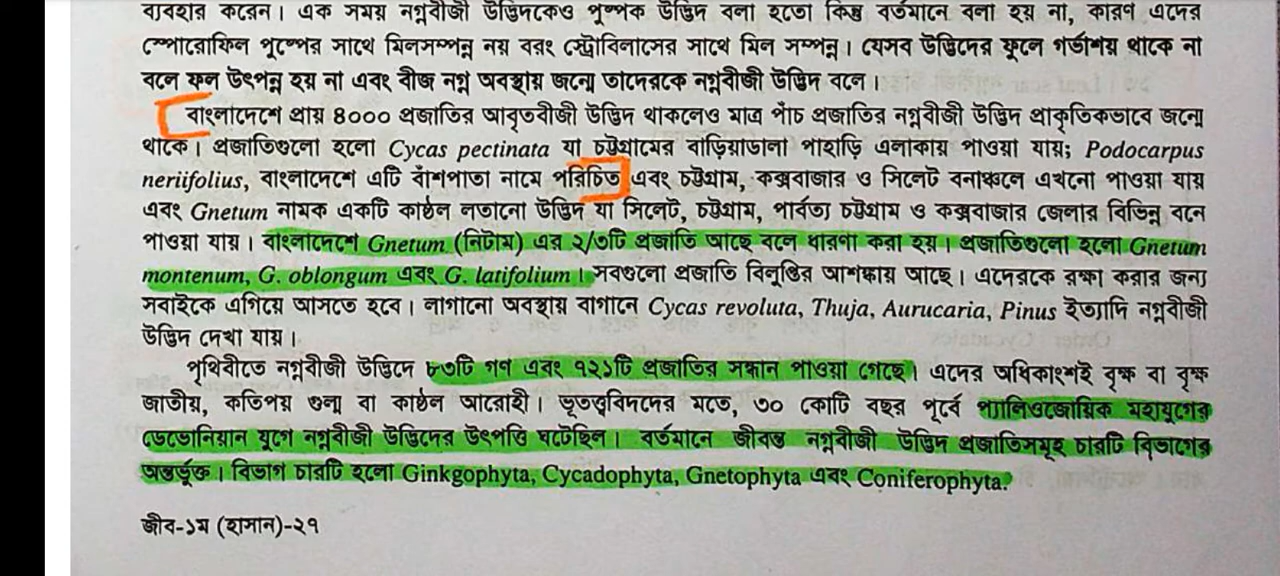 ব্যবহার করেন। এক সময় নগ্নবীজী উদ্ভিদকেও পুষ্পক উদ্ভিদ বলা হতো কিন্তু বর্তমানে বলা হয় না, কারণ এদের
স্পোরোফিল পুষ্পের সাথে মিলসম্পন্ন নয় বরং স্ট্রোবিলাসের সাথে মিল সম্পন্ন। যেসব উদ্ভিদের ফুলে গর্ভাশয় থাকে না
বলে ফল উৎপন্ন হয় না এবং বীজ নগ্ন অবস্থায় জন্মে তাদেরকে নগ্নবীজী উদ্ভিদ বলে।
বাংলাদেশে প্রায় ৪০০০ প্রজাতির আবৃতবীজী উদ্ভিদ থাকলেও মাত্র পাঁচ প্রজাতির নগ্নবীজী উদ্ভিদ প্রাকৃতিকভাবে জন্মে
থাকে। প্রজাতিগুলো হলো Cycas pectinata যা চট্টগ্রামের বাড়িয়াডালা পাহাড়ি এলাকায় পাওয়া যায়; Podocarpus
neriifolius, বাংলাদেশে এটি বাঁশপাতা নামে পরিচিত এবং চট্টগ্রাম, কক্সবাজার ও সিলেট বনাঞ্চলে এখনো পাওয়া যায়
এবং Gnetum নামক একটি কাষ্ঠল লতানো উদ্ভিদ যা সিলেট, চট্টগ্রাম, পার্বত্য চট্টগ্রাম ও কক্সবাজার জেলার বিভিন্ন বনে
পাওয়া যায়। বাংলাদেশে Gnetum (নিটাম) এর ২/৩টি প্রজাতি আছে বলে ধারণা করা হয়। প্রজাতিগুলো হলো Gnetum
montenum, G. oblongum এবং G. latifolium। সবগুলো প্রজাতি বিলুপ্তির আশঙ্কায় আছে। এদেরকে রক্ষা করার জন্য
সবাইকে এগিয়ে আসতে হবে। লাগানো অবস্থায় বাগানে Cycas revoluta, Thuja, Aurucaria, Pinus ইত্যাদি নগ্নবীজী
উদ্ভিদ দেখা যায়।
পৃথিবীতে নগ্নবীজী উদ্ভিদে ৮৩টি গণ এবং ৭২১টি প্রজাতির সন্ধান পাওয়া গেছে। এদের অধিকাংশই বৃক্ষ বা বৃক্ষ
জাতীয়, কতিপয় গুল্ম বা কাষ্ঠল আরোহী। ভূতত্ত্ববিদদের মতে, ৩০ কোটি বছর পূর্বে প্যালিওজোয়িক মহাযুগের
ডেভোনিয়ান যুগে নগ্নবীজী উদ্ভিদের উৎপত্তি ঘটেছিল। বর্তমানে জীবন্ত নগ্নবীজী উদ্ভিদ প্রজাতিসমূহ চারটি বিভাগের
অন্তর্ভুক্ত। বিভাগ চারটি হলো Ginkgophyta, Cycadophyta, Gnetophyta এবং Coniferophyta.
জীব-১ম (হাসান)-২৭